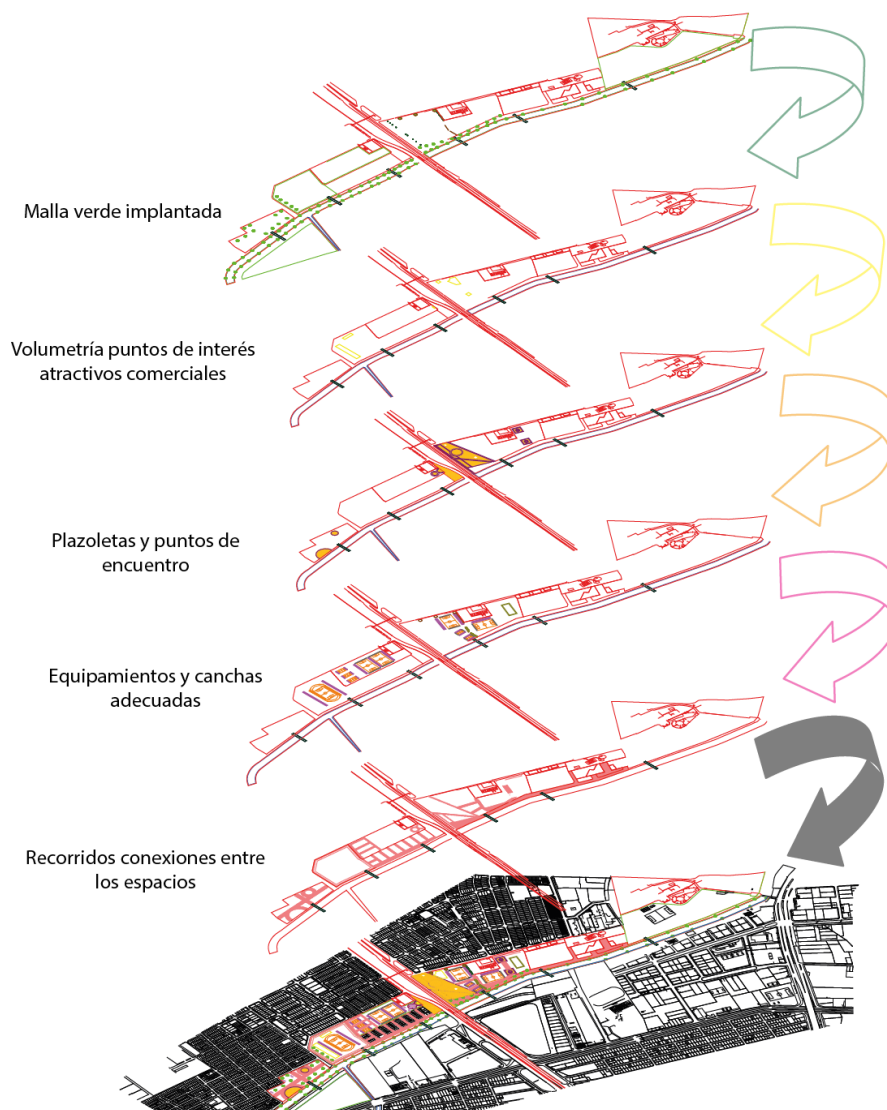 Malla verde implantada
Volumetría puntos de interés
atractivos comerciales
Plazoletas y puntos de
encuentro
Equipamientos y canchas
adecuadas
Recorridos conexiones entre
los espacios